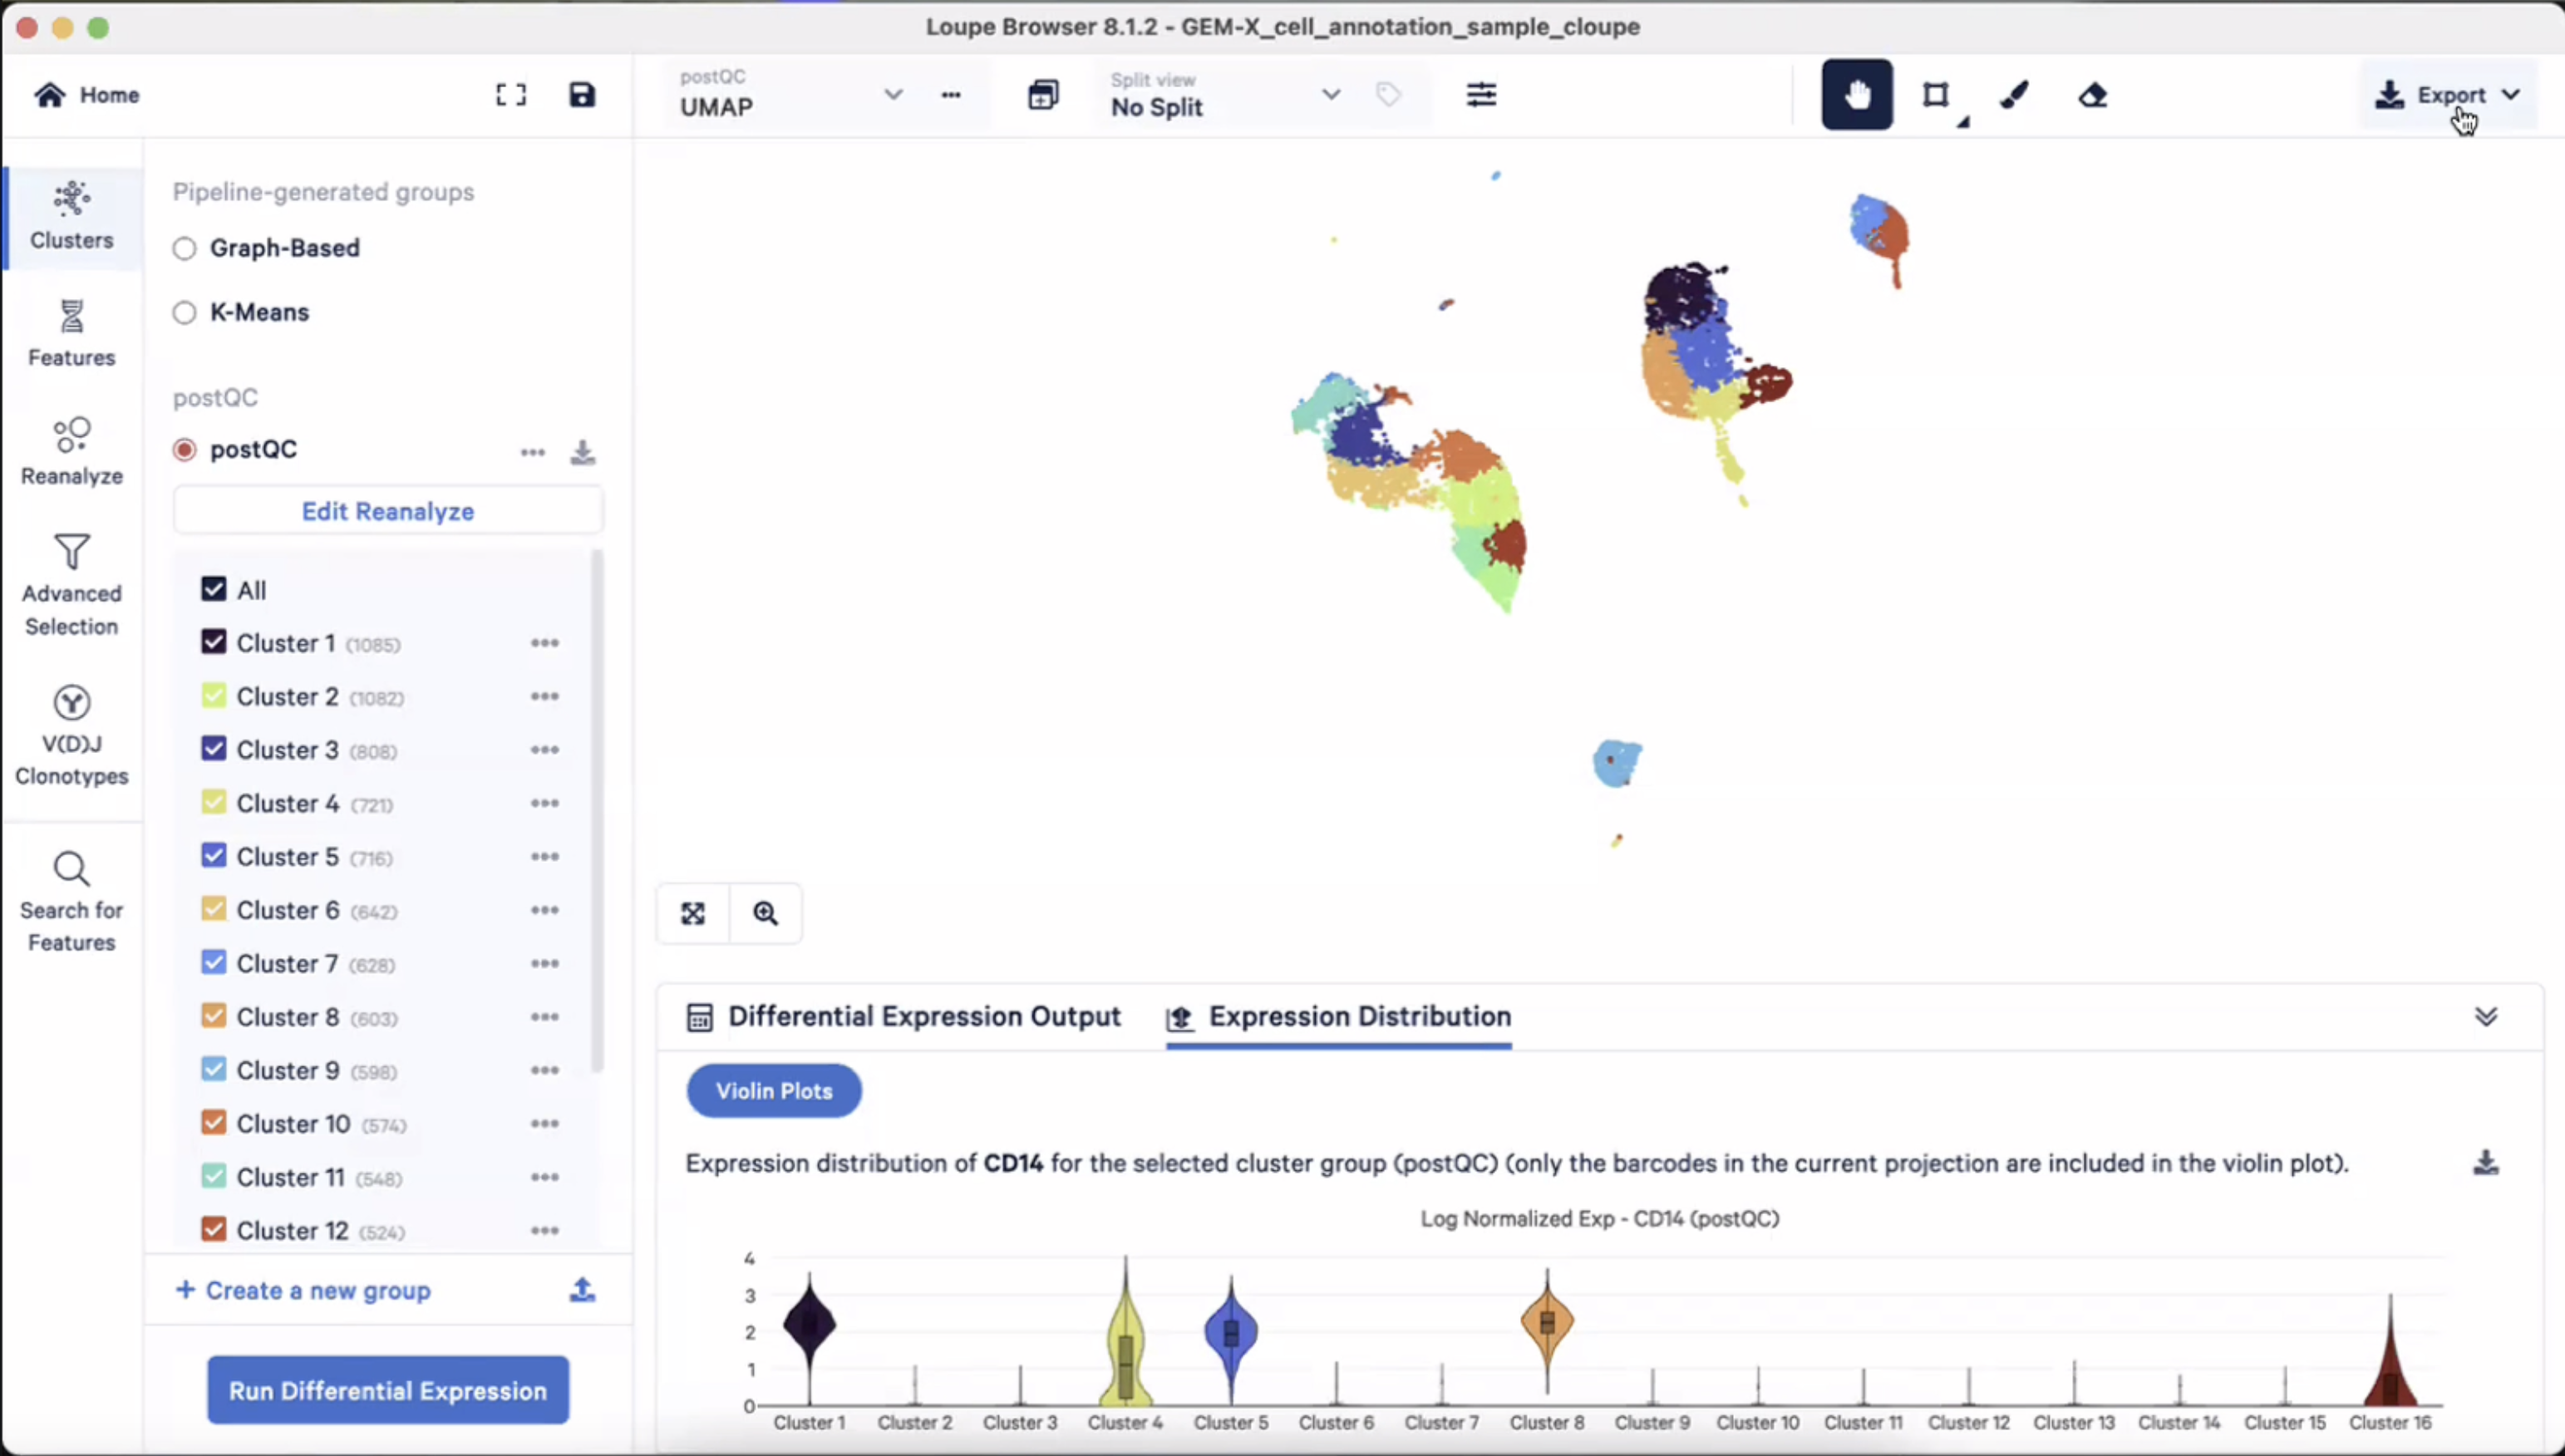 Loupe Browser 8.1.2 - GEM-X_cell_annotation_sample_cloupe
Home
postQC
UMAP
Split view
No Split
Export
Clusters
Features
Reanalyze
Advanced
Selection
V(D)J
Clonotypes
Search for
Features
Pipeline-generated groups
Graph-Based
K-Means
postQC
postQC
Edit Reanalyze
All
Cluster 1 (1085)
Cluster 2 (1082)
Cluster 3 (808)
Cluster 4 (721)
Cluster 5 (716)
Cluster 6 (642)
Cluster 7 (628)
Cluster 8 (603)
Cluster 9 (598)
Cluster 10 (574)
Cluster 11 (548)
Cluster 12 (524)
+ Create a new group
Run Differential Expression
Differential Expression Output
Expression Distribution
Violin Plots
Expression distribution of CD14 for the selected cluster group (postQC) (only the barcodes in the current projection are included in the violin plot).
Log Normalized Exp - CD14 (postQC)
4
3
2
1
0
Cluster 1 Cluster 2 Cluster 3 Cluster 4 Cluster 5 Cluster 6 Cluster 7 Cluster 8 Cluster 9 Cluster 10 Cluster 11 Cluster 12 Cluster 13 Cluster 14 Cluster 15 Cluster 16